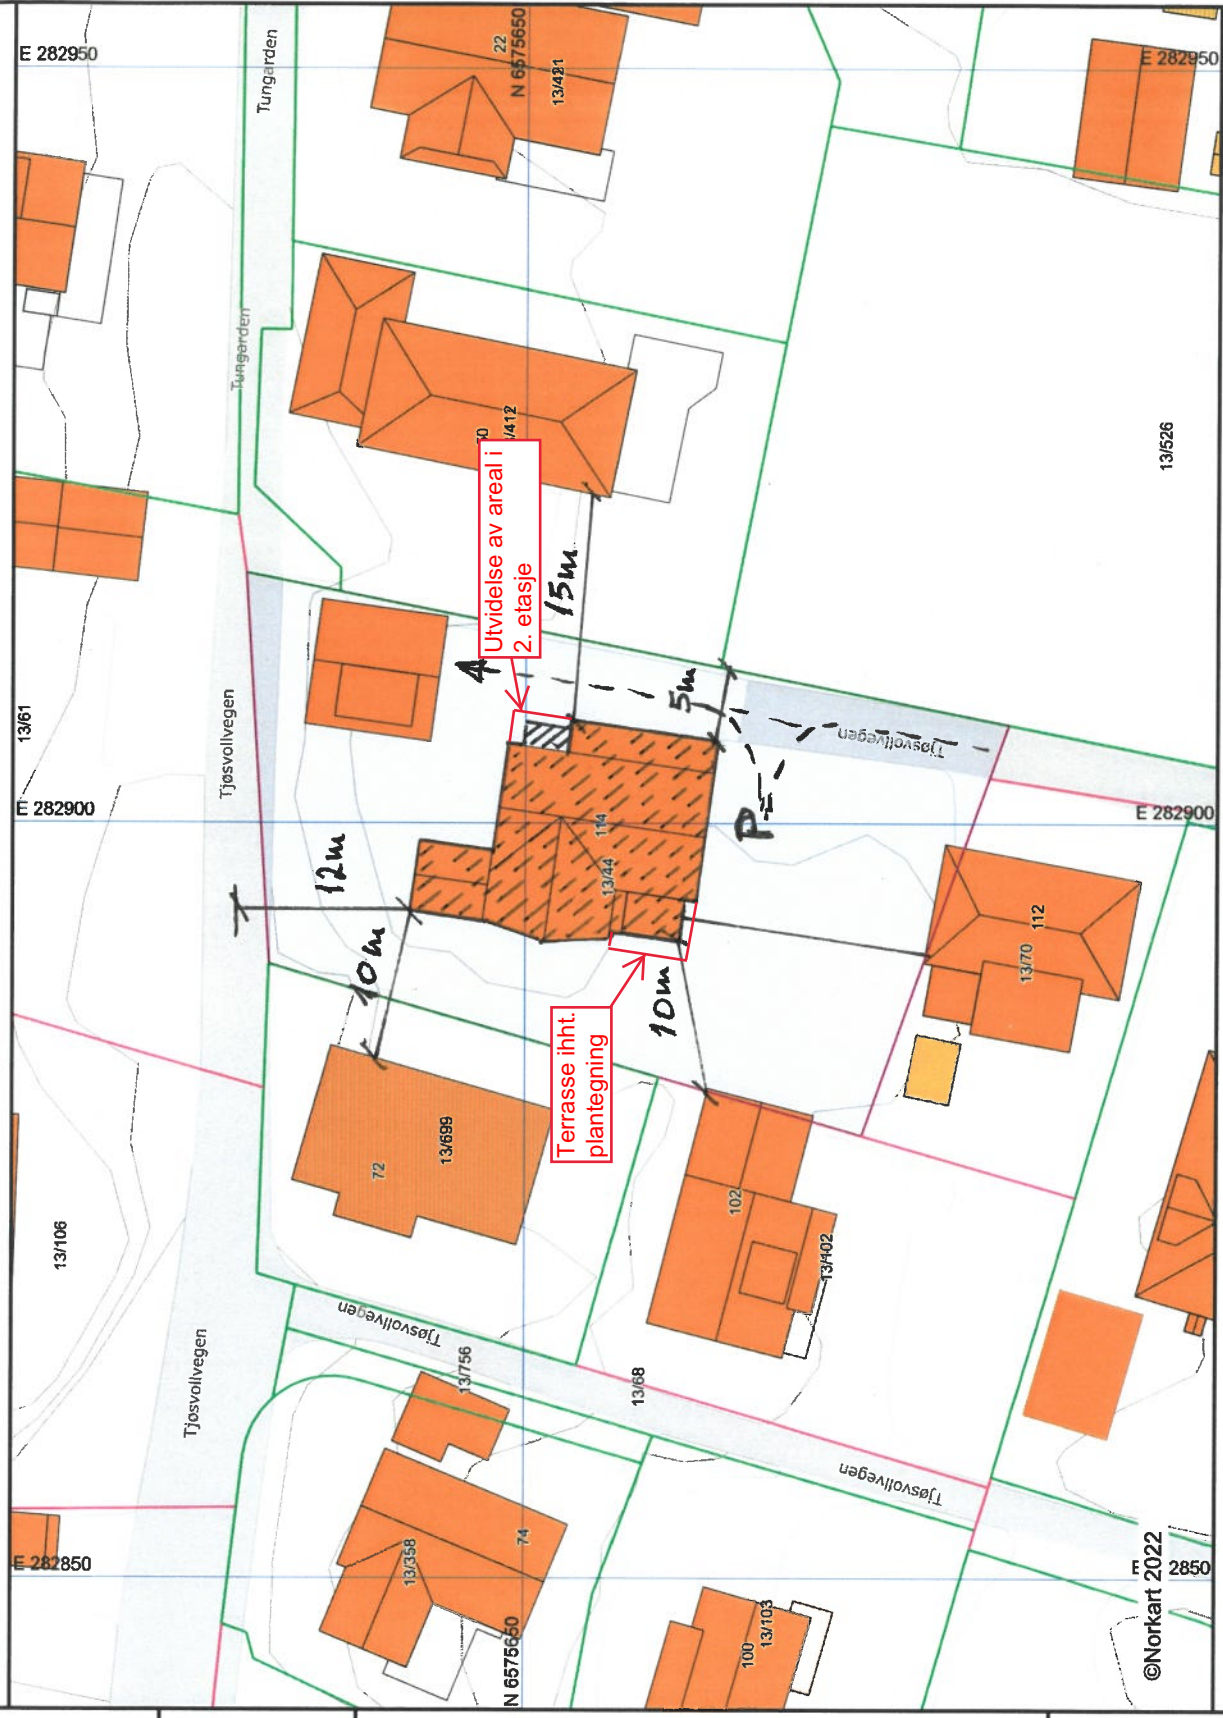 E 282950
Tungarden
22
N 6575650
13/421
E 282950
Tungarden
13/412
13/526
Utvidelse av areal i
2. etasje
15m
A
5m
13/61
Tjøsvollvegen
Tjøsvollvegen
E 282900
E 282900
P
12m
114
13/44
10m
10m
112
13/70
Terrasse ihht.
plantegning
72
13/699
102
13/402
13/106
Tjøsvollvegen
Tjøsvollvegen
13/756
13/68
Tjøsvollvegen
13/358
74
E 282850
E 2850
N 6575650
100
13/103
©Norkart 2022